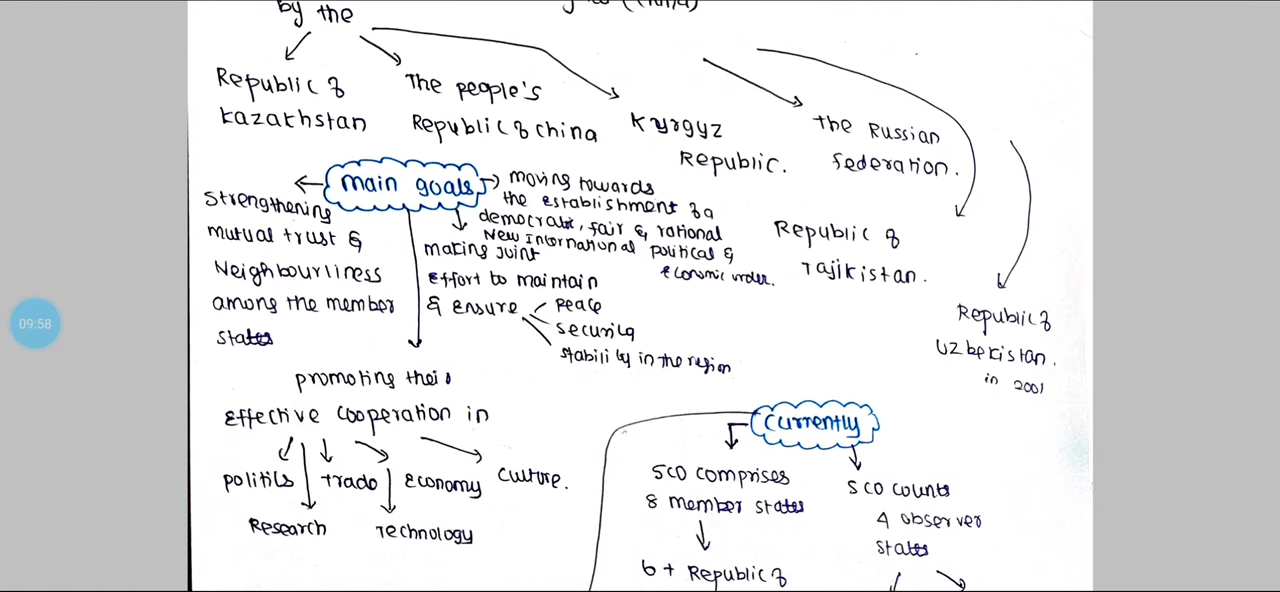 by the
(China)
Republic of
kazakhstan
The people's
Republic of china
Kyrgyz
Republic.
the Russian
federation.
Republic of
Tajikistan.
Republic of
Uzbekistan.
in 2001
main goals
Strengthening
mutual trust &
Neighbourliness
among the member
states
moving towards
the establishment of a
democratic, fair & rational
New International political &
economic order.
making joint
effort to maintain
& ensure
peace
security
stability in the region
promoting their
effective cooperation in
politics
trade
Economy
culture.
Research
Technology
Currently
SCO comprises
8 member states
6 + Republic of
SCO counts
4 observer
states
09:58